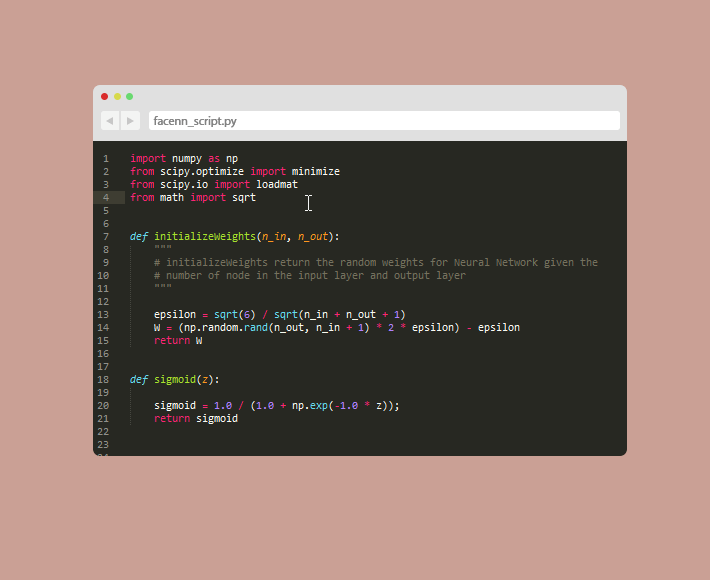 facenn_script.py
1 import numpy as np
2 from scipy.optimize import minimize
3 from scipy.io import loadmat
4 from math import sqrt
5
6
7 def initializeWeights(n_in, n_out):
8 """
9 # initializeWeights return the random weights for Neural Network given the
10 # number of node in the input layer and output layer
11 """
12
13 epsilon = sqrt(6) / sqrt(n_in + n_out + 1)
14 W = (np.random.rand(n_out, n_in + 1) * 2 * epsilon) - epsilon
15 return W
16
17
18 def sigmoid(z):
19
20 sigmoid = 1.0 / (1.0 + np.exp(-1.0 * z));
21 return sigmoid
22
23